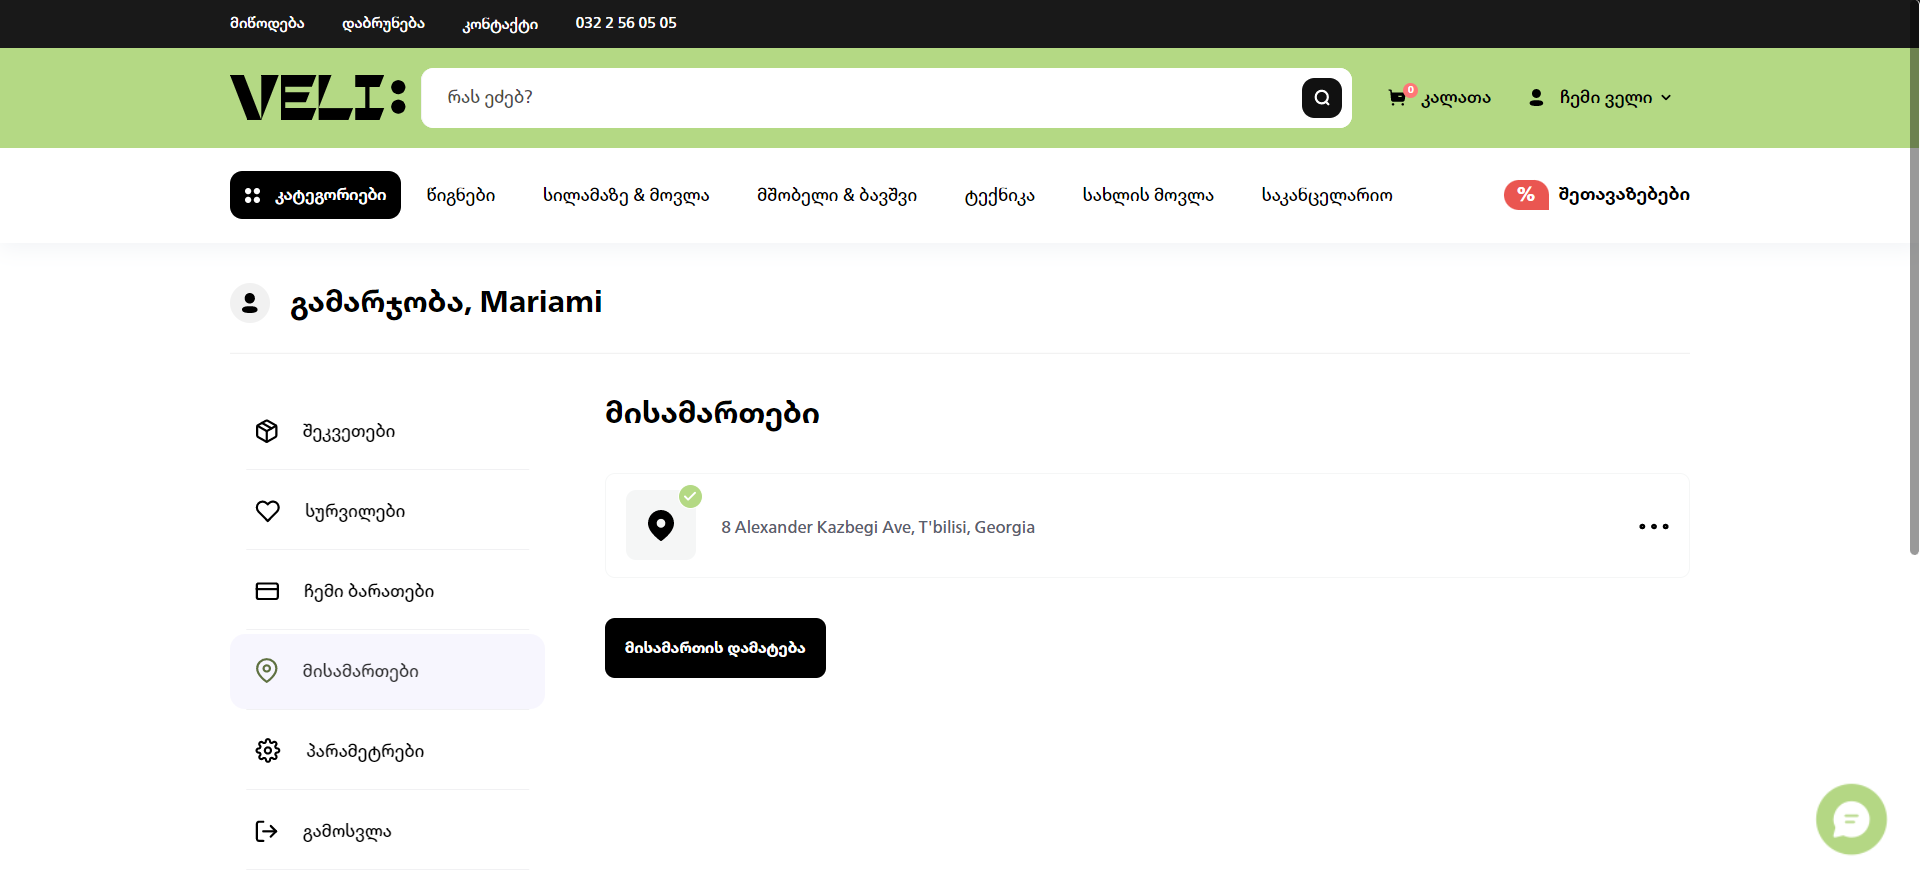 მიწოდება
დაბრუნება
კონტაქტი
032 2 56 05 05
VELI:
რას ეძებ?
0
კალათა
ჩემი ველი
კატეგორიები
წიგნები
სილამაზე & მოვლა
მშობელი & ბავშვი
ტექნიკა
სახლის მოვლა
საკანცელარიო
%
შეთავაზებები
გამარჯობა, Mariami
შეკვეთები
სურვილები
ჩემი ბარათები
მისამართები
პარამეტრები
გამოსვლა
მისამართები
8 Alexander Kazbegi Ave, T'bilisi, Georgia
მისამართის დამატება